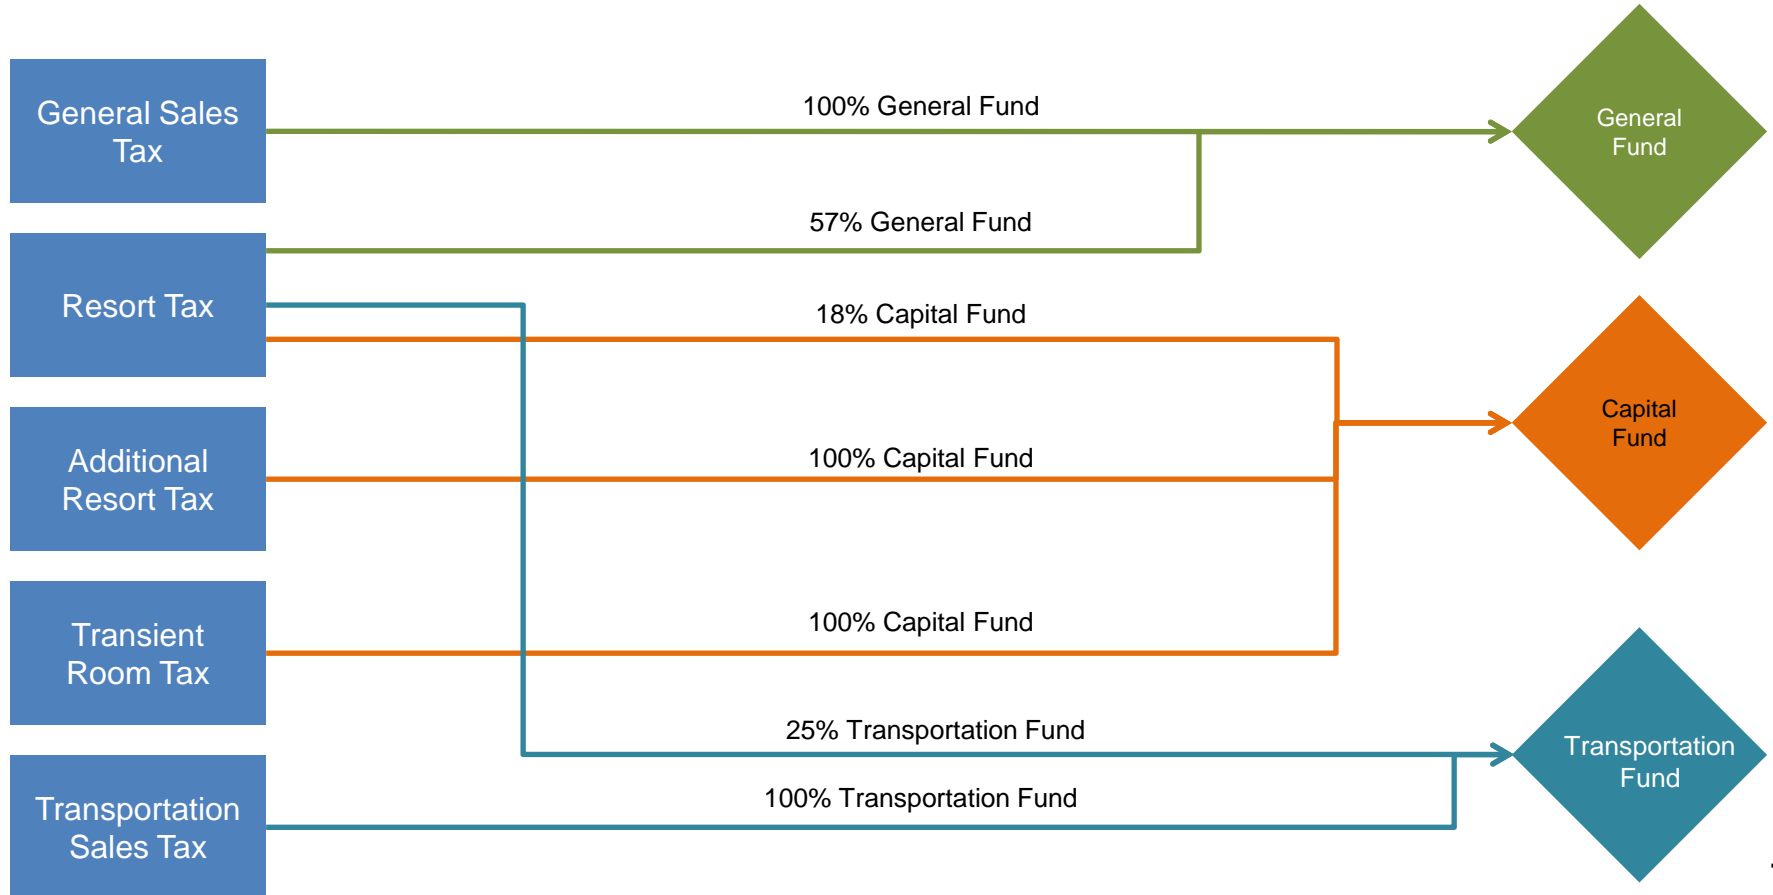 General Sales
Tax
100% General Fund
General
Fund
57% General Fund
Resort Tax
18% Capital Fund
Capital
Fund
Additional
Resort Tax
100% Capital Fund
Transient
Room Tax
100% Capital Fund
25% Transportation Fund
Transportation
Fund
Transportation
Sales Tax
100% Transportation Fund